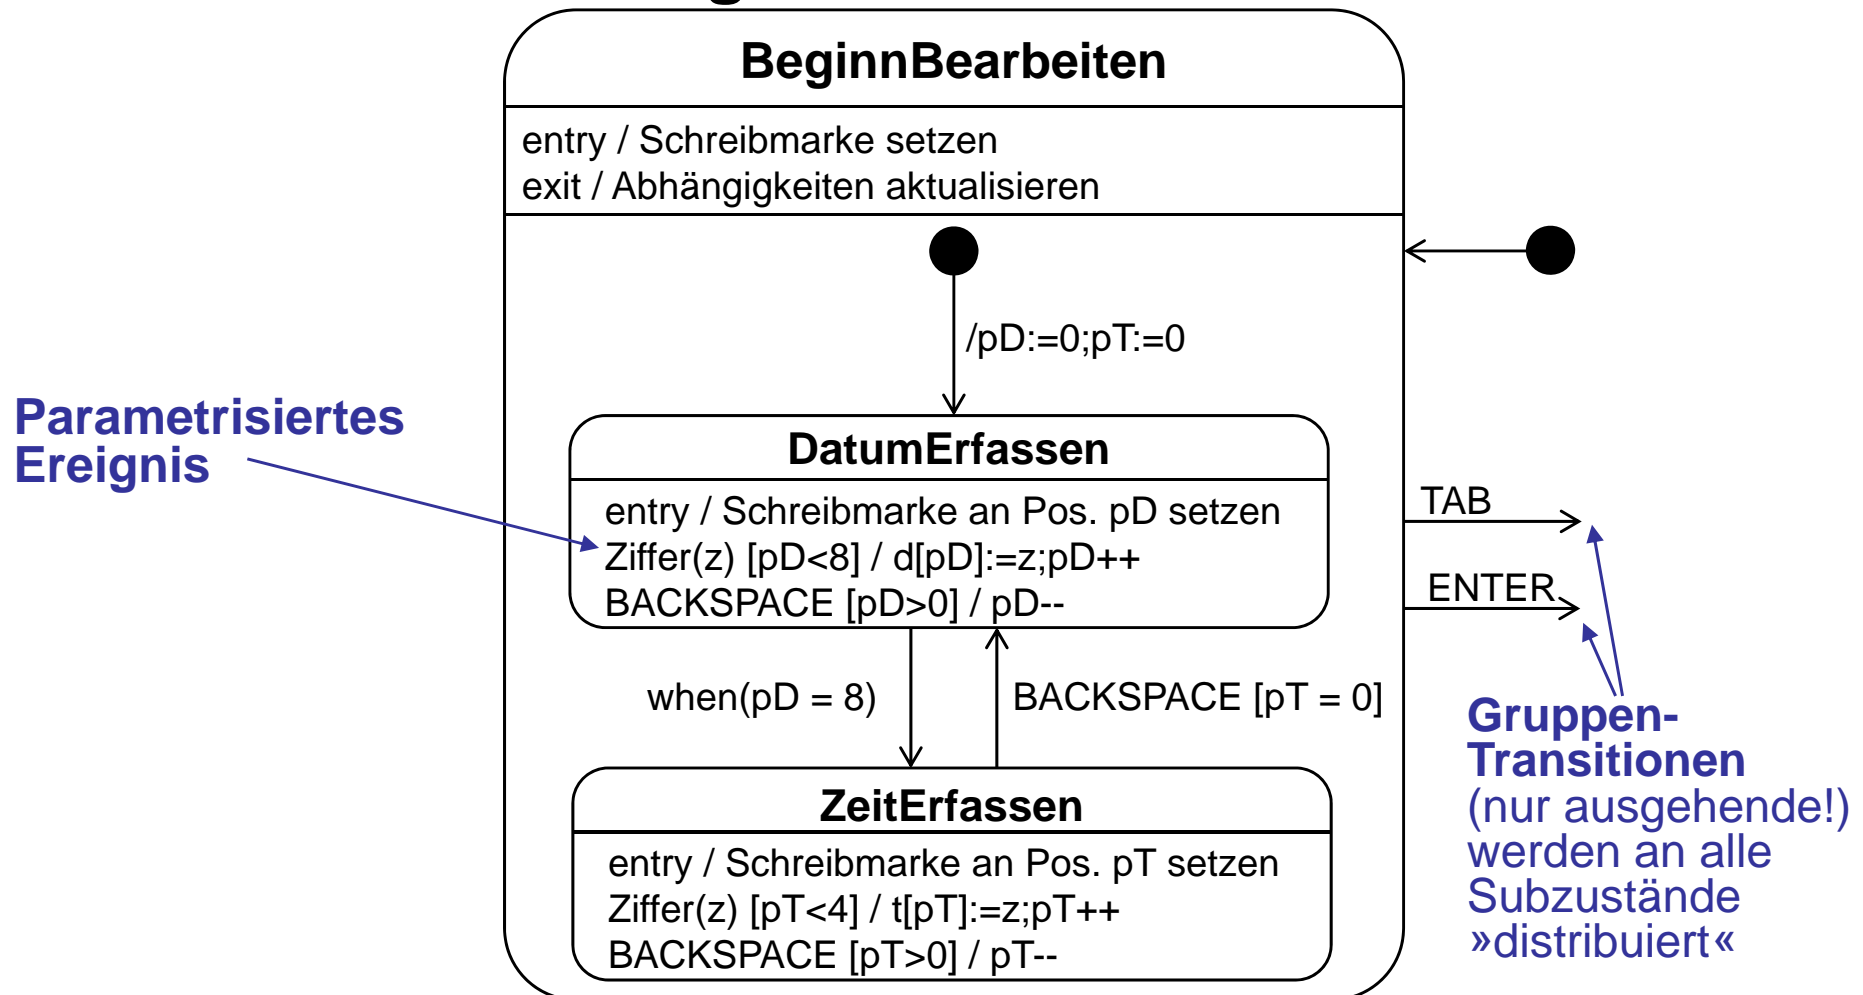 BeginnBearbeiten
entry / Schreibmarke setzen
exit / Abhängigkeiten aktualisieren
/pD:=0;pT:=0
Parametrisiertes
Ereignis
DatumErfassen
entry / Schreibmarke an Pos. pD setzen
Ziffer(z) [pD<8] / d[pD]:=z;pD++
BACKSPACE [pD>0] / pD--
TAB
ENTER
when(pD = 8)
BACKSPACE [pT = 0]
Gruppen-
Transitionen
(nur ausgehende!)
werden an alle
Subzustände
»distribuiert«
ZeitErfassen
entry / Schreibmarke an Pos. pT setzen
Ziffer(z) [pT<4] / t[pT]:=z;pT++
BACKSPACE [pT>0] / pT--